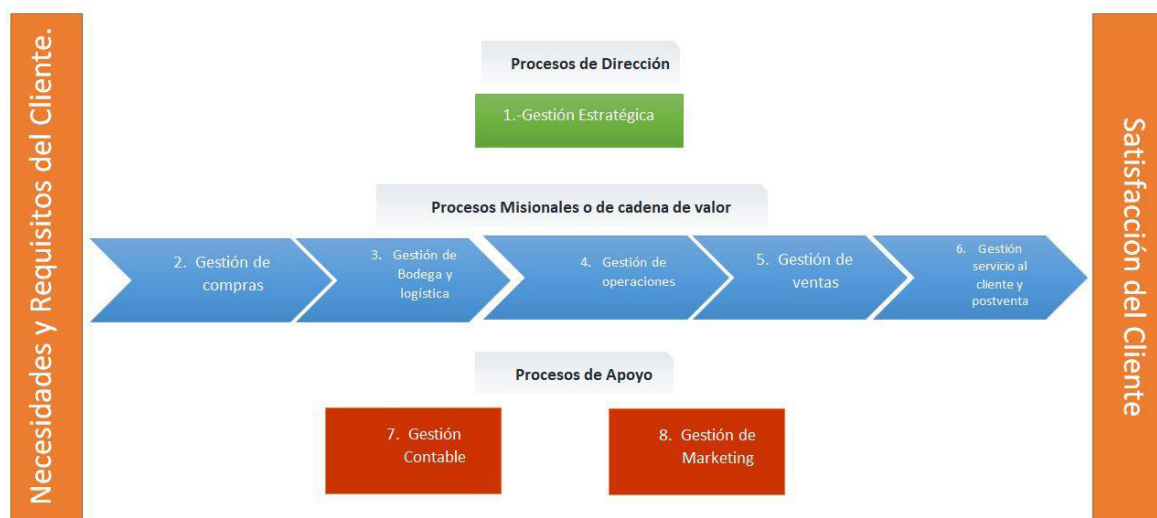 Necesidades y Requisitos del Cliente.
Procesos de Dirección
1.-Gestión Estratégica
Procesos Misionales o de cadena de valor
2. Gestión de
compras
3. Gestión de
Bodega y
logística
4. Gestión de
operaciones
5. Gestión de
ventas
6. Gestión
servicio al
cliente y
postventa
Procesos de Apoyo
7. Gestión
Contable
8. Gestión de
Marketing
Satisfacción del Cliente